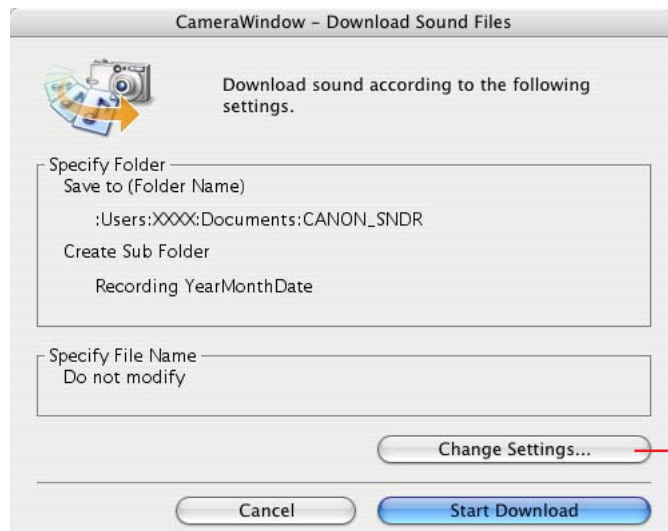 CameraWindow – Download Sound Files
Download sound according to the following
settings.
Specify Folder
Save to (Folder Name)
:Users:XXXX:Documents:CANON_SNDR
Create Sub Folder
Recording YearMonthDate
Specify File Name
Do not modify
Change Settings...
Cancel
Start Download